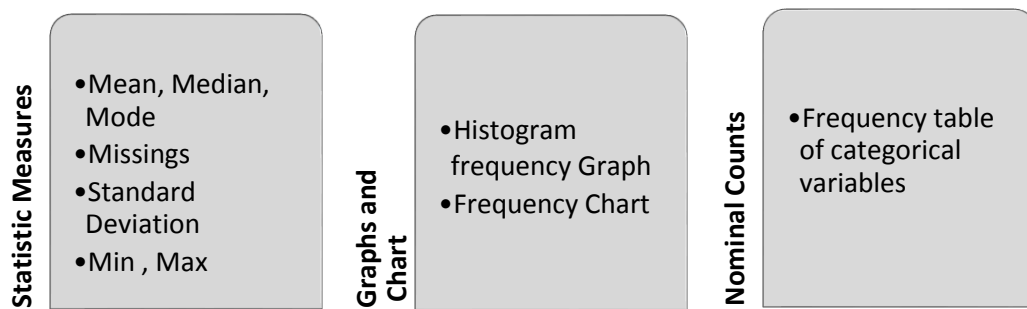 Statistic Measures
•Mean, Median,
Mode
•Missings
•Standard
Deviation
•Min , Max
Graphs and
Chart
•Histogram
frequency Graph
•Frequency Chart
Nominal Counts
•Frequency table
of categorical
variables